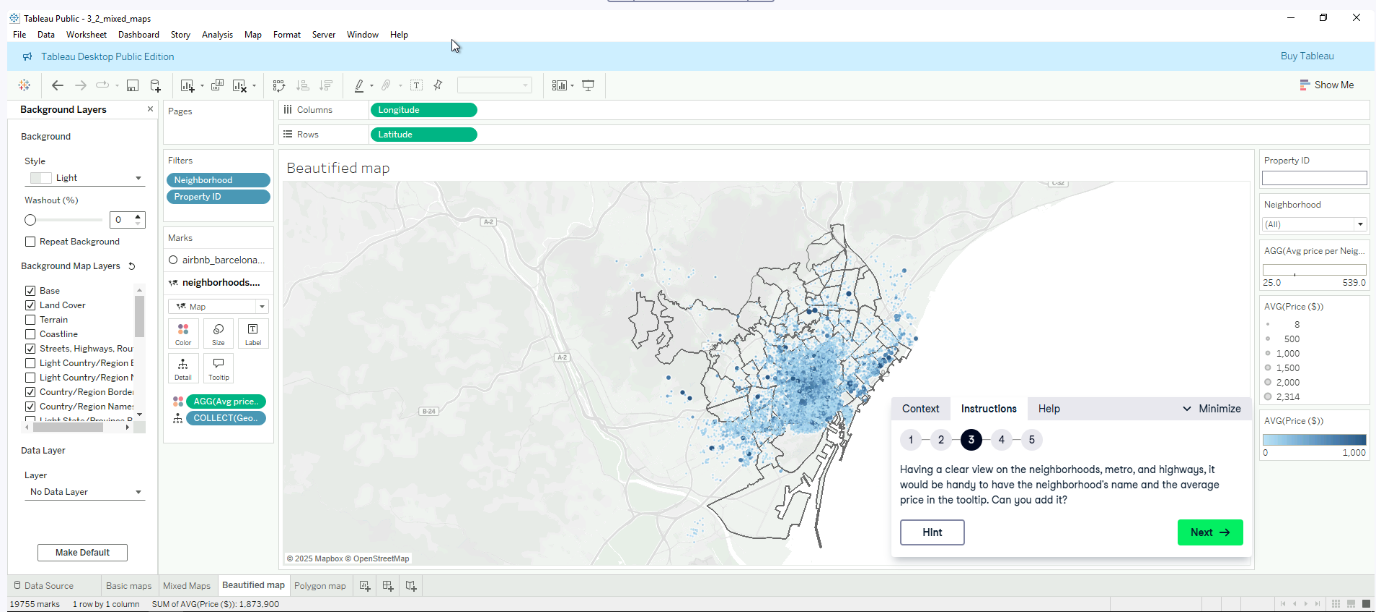 Tableau Public - 3_2_mixed_maps
File Data Worksheet Dashboard Story Analysis Map Format Server Window Help
Tableau Desktop Public Edition
Buy Tableau
Show Me
Background Layers
Background
Style
Light
Washout (%)
0
Repeat Background
Background Map Layers
Base
Land Cover
Terrain
Coastline
Streets, Highways, Rou
Light Country/Region B
Light Country/Region N
Country/Region Border
Country/Region Names
Light State/Province B
Data Layer
Layer
No Data Layer
Make Default
Pages
Filters
Neighborhood
Property ID
Marks
airbnb_barcelona...
neighborhoods....
Map
Color Size Label
Detail Tooltip
AGG(Avg price..
COLLECT(Geo..
Columns Longitude
Rows Latitude
Beautified map
C-32
A-2
A-2
B-24
© 2025 Mapbox © OpenStreetMap
Context Instructions Help Minimize
1 2 3 4 5
Having a clear view on the neighborhoods, metro, and highways, it
would be handy to have the neighborhood's name and the average
price in the tooltip. Can you add it?
Hint
Next
Property ID
Neighborhood
(All)
AGG(Avg price per Neig...
25.0 539.0
AVG(Price ($))
8
500
1,000
1,500
2,000
2,314
AVG(Price ($))
0 1,000
Data Source Basic maps Mixed Maps Beautified map Polygon map
19755 marks 1 row by 1 column SUM of AVG(Price ($)): 1,873,900